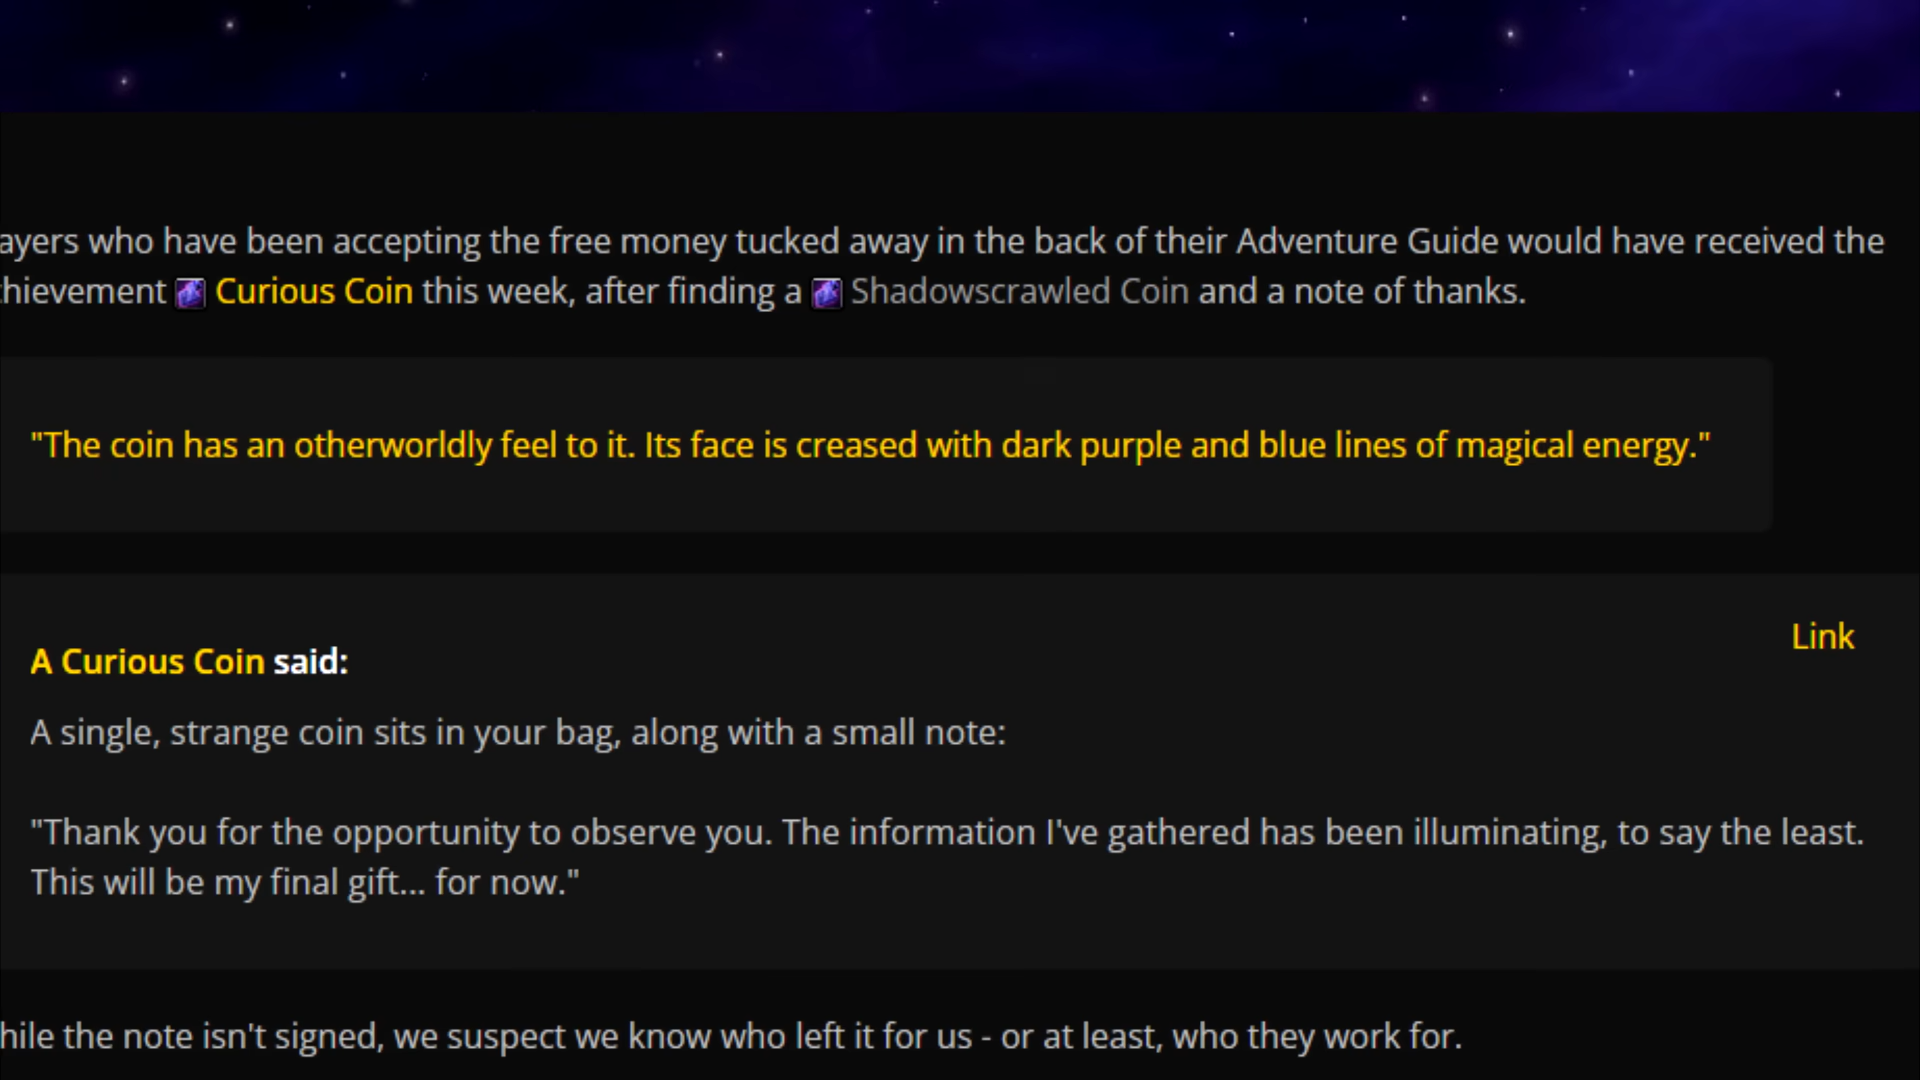 ayers who have been accepting the free money tucked away in the back of their Adventure Guide would have received the
hievement Curious Coin this week, after finding a Shadowscrawled Coin and a note of thanks.
"The coin has an otherworldly feel to it. Its face is creased with dark purple and blue lines of magical energy."
Link
A Curious Coin said:
A single, strange coin sits in your bag, along with a small note:
"Thank you for the opportunity to observe you. The information I've gathered has been illuminating, to say the least.
This will be my final gift... for now."
hile the note isn't signed, we suspect we know who left it for us - or at least, who they work for.